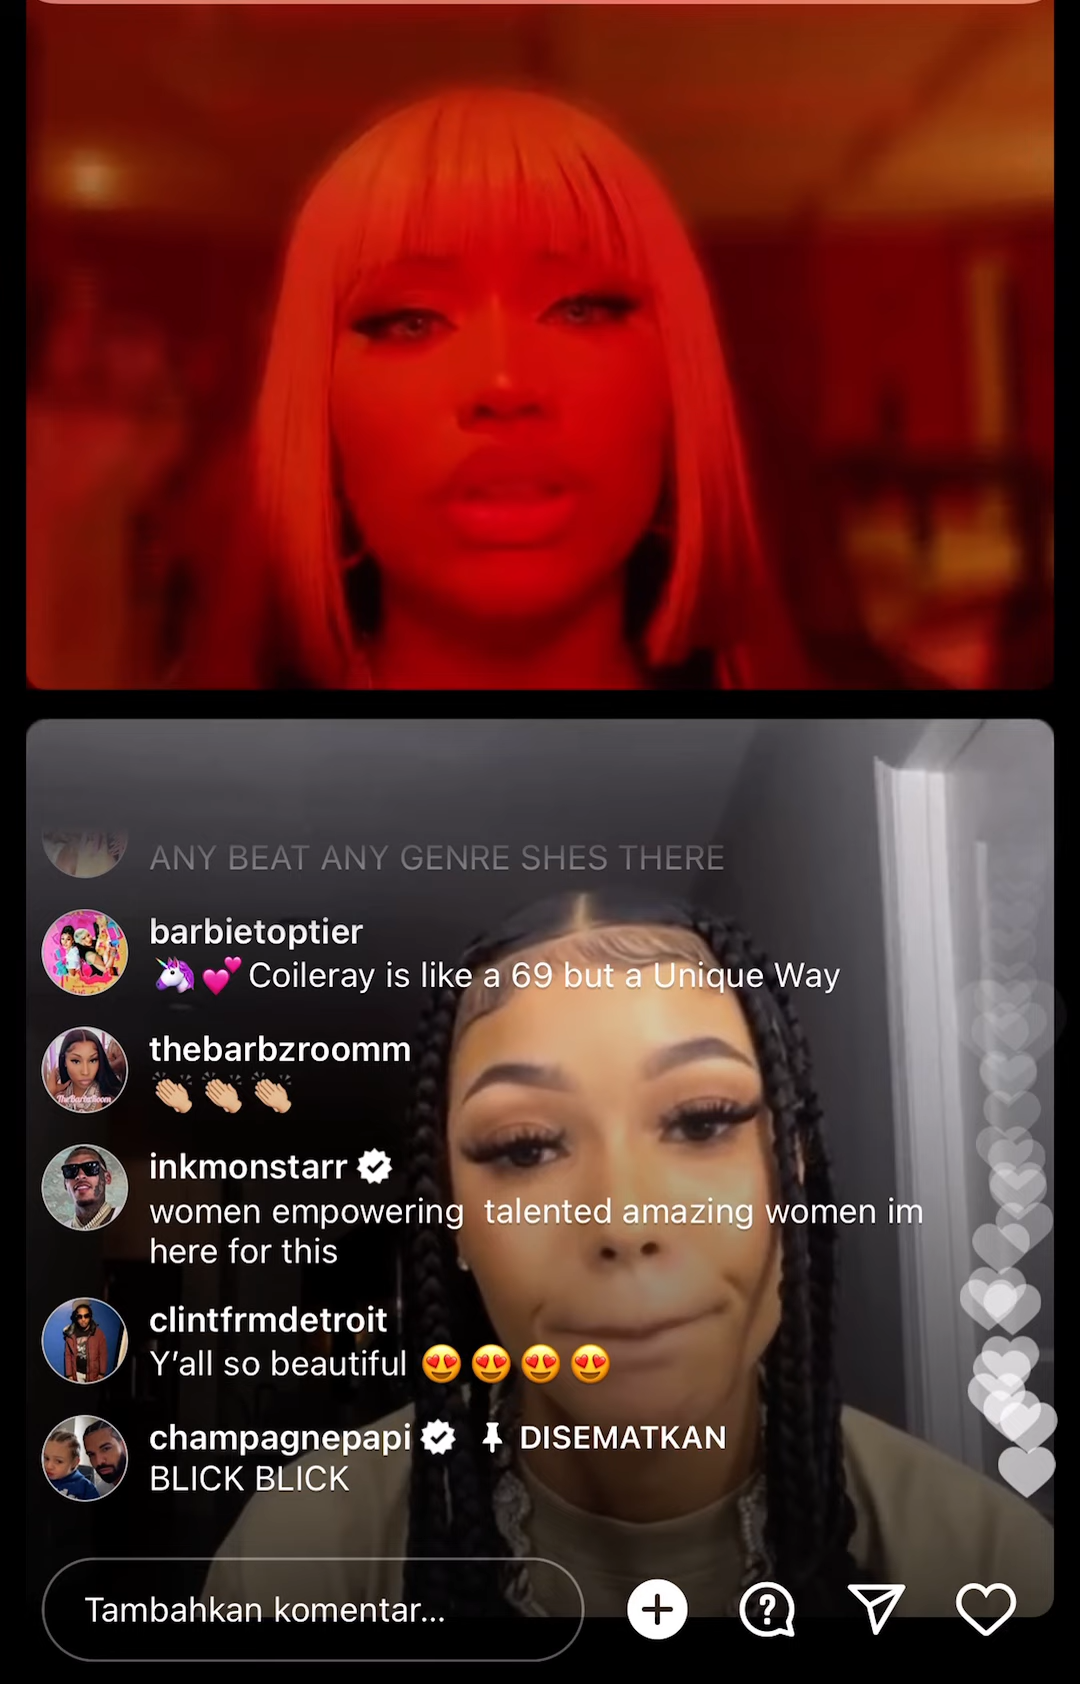 ANY BEAT ANY GENRE SHES THERE
barbietoptier
🦄💕 Coileray is like a 69 but a Unique Way
thebarbzroomm
👏🏻👏🏻👏🏻
TheBarbzRoom
inkmonstarr
women empowering  talented amazing women im
here for this
clintfrmdetroit
Y’all so beautiful 😍😍😍😍
champagnepapi DISEMATKAN
BLICK BLICK
Tambahkan komentar...